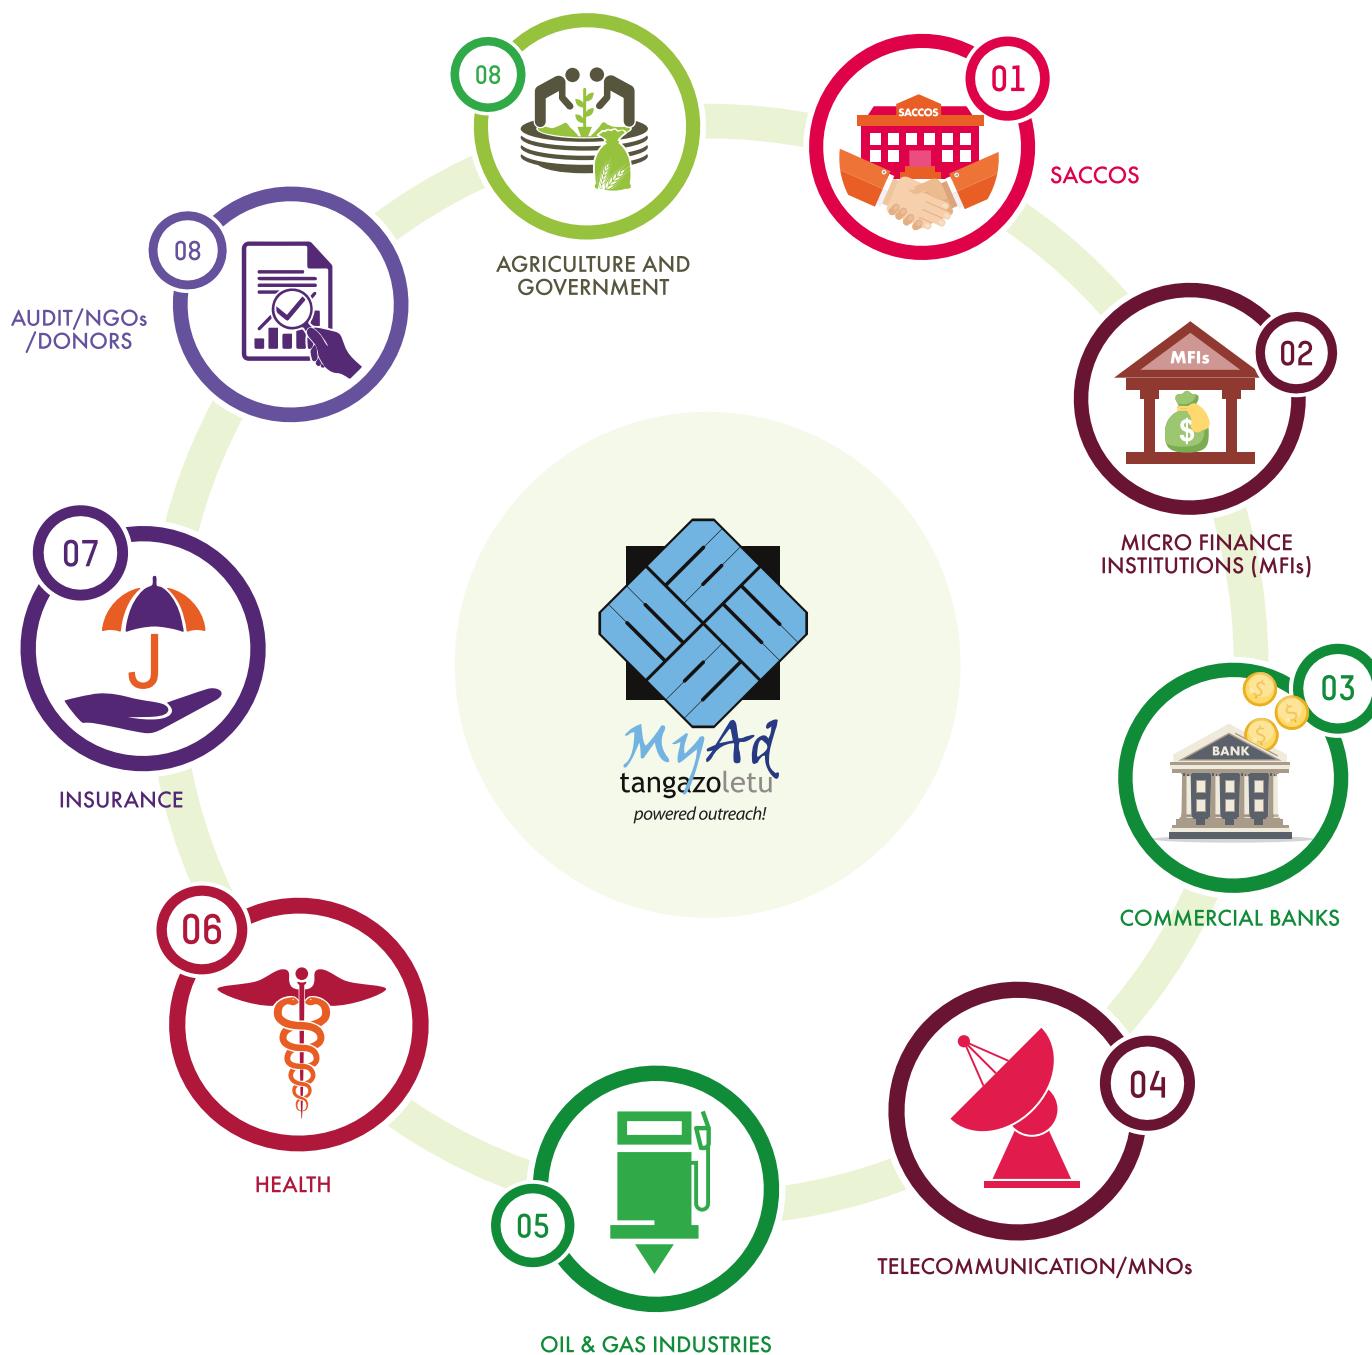 01
SACCOS
SACCOS
02
MFIs
$
MICRO FINANCE
INSTITUTIONS (MFIs)
03
$
$
$
BANK
COMMERCIAL BANKS
04
TELECOMMUNICATION/MNOs
05
OIL & GAS INDUSTRIES
06
HEALTH
07
INSURANCE
08
AUDIT/NGOs
/DONORS
08
AGRICULTURE AND
GOVERNMENT
MyAd
tangazoletu
powered outreach!